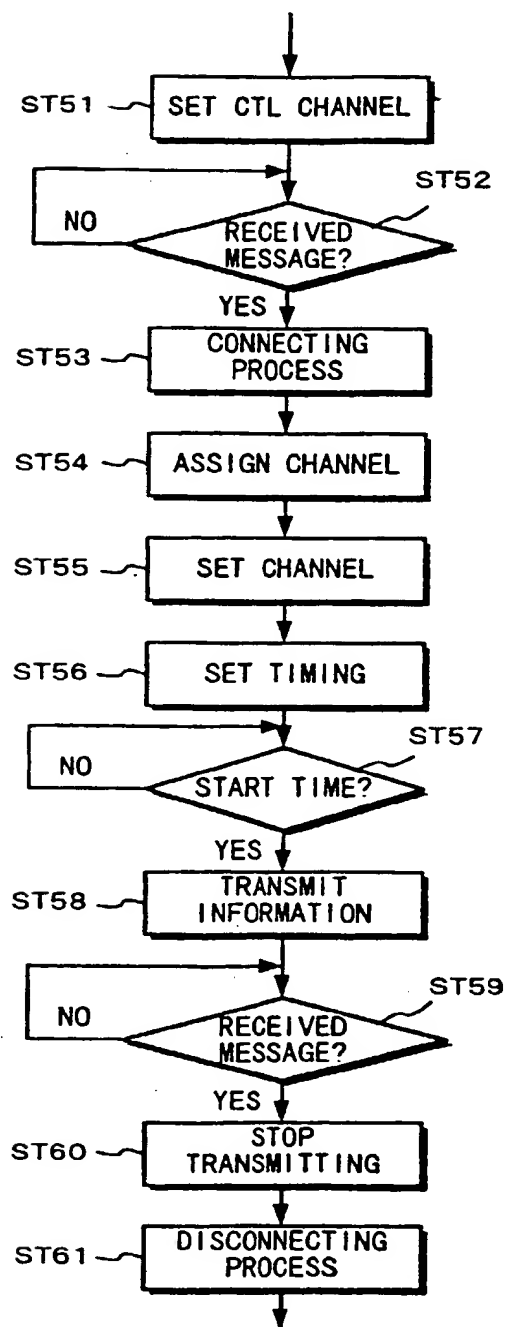 ST51
SET CTL CHANNEL
ST52
NO
RECEIVED
MESSAGE?
YES
ST53
CONNECTING
PROCESS
ST54
ASSIGN CHANNEL
ST55
SET CHANNEL
ST56
SET TIMING
ST57
NO
START TIME?
YES
ST58
TRANSMIT
INFORMATION
ST59
NO
RECEIVED
MESSAGE?
YES
ST60
STOP
TRANSMITTING
ST61
DISCONNECTING
PROCESS